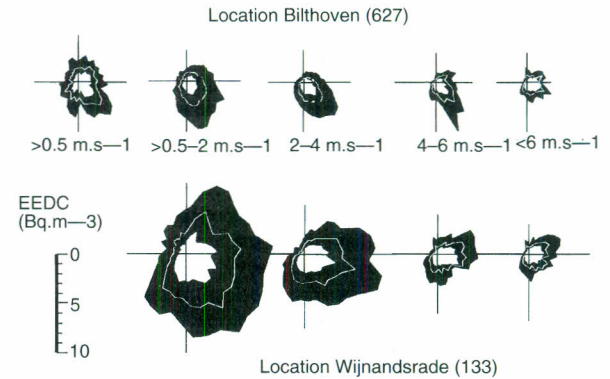 Location Bilthoven (627)
>0.5 m.s—1 >0.5–2 m.s—1 2–4 m.s—1 4–6 m.s—1 <6 m.s—1
EEDC
(Bq.m—3)
0
5
10
Location Wijnandsrade (133)